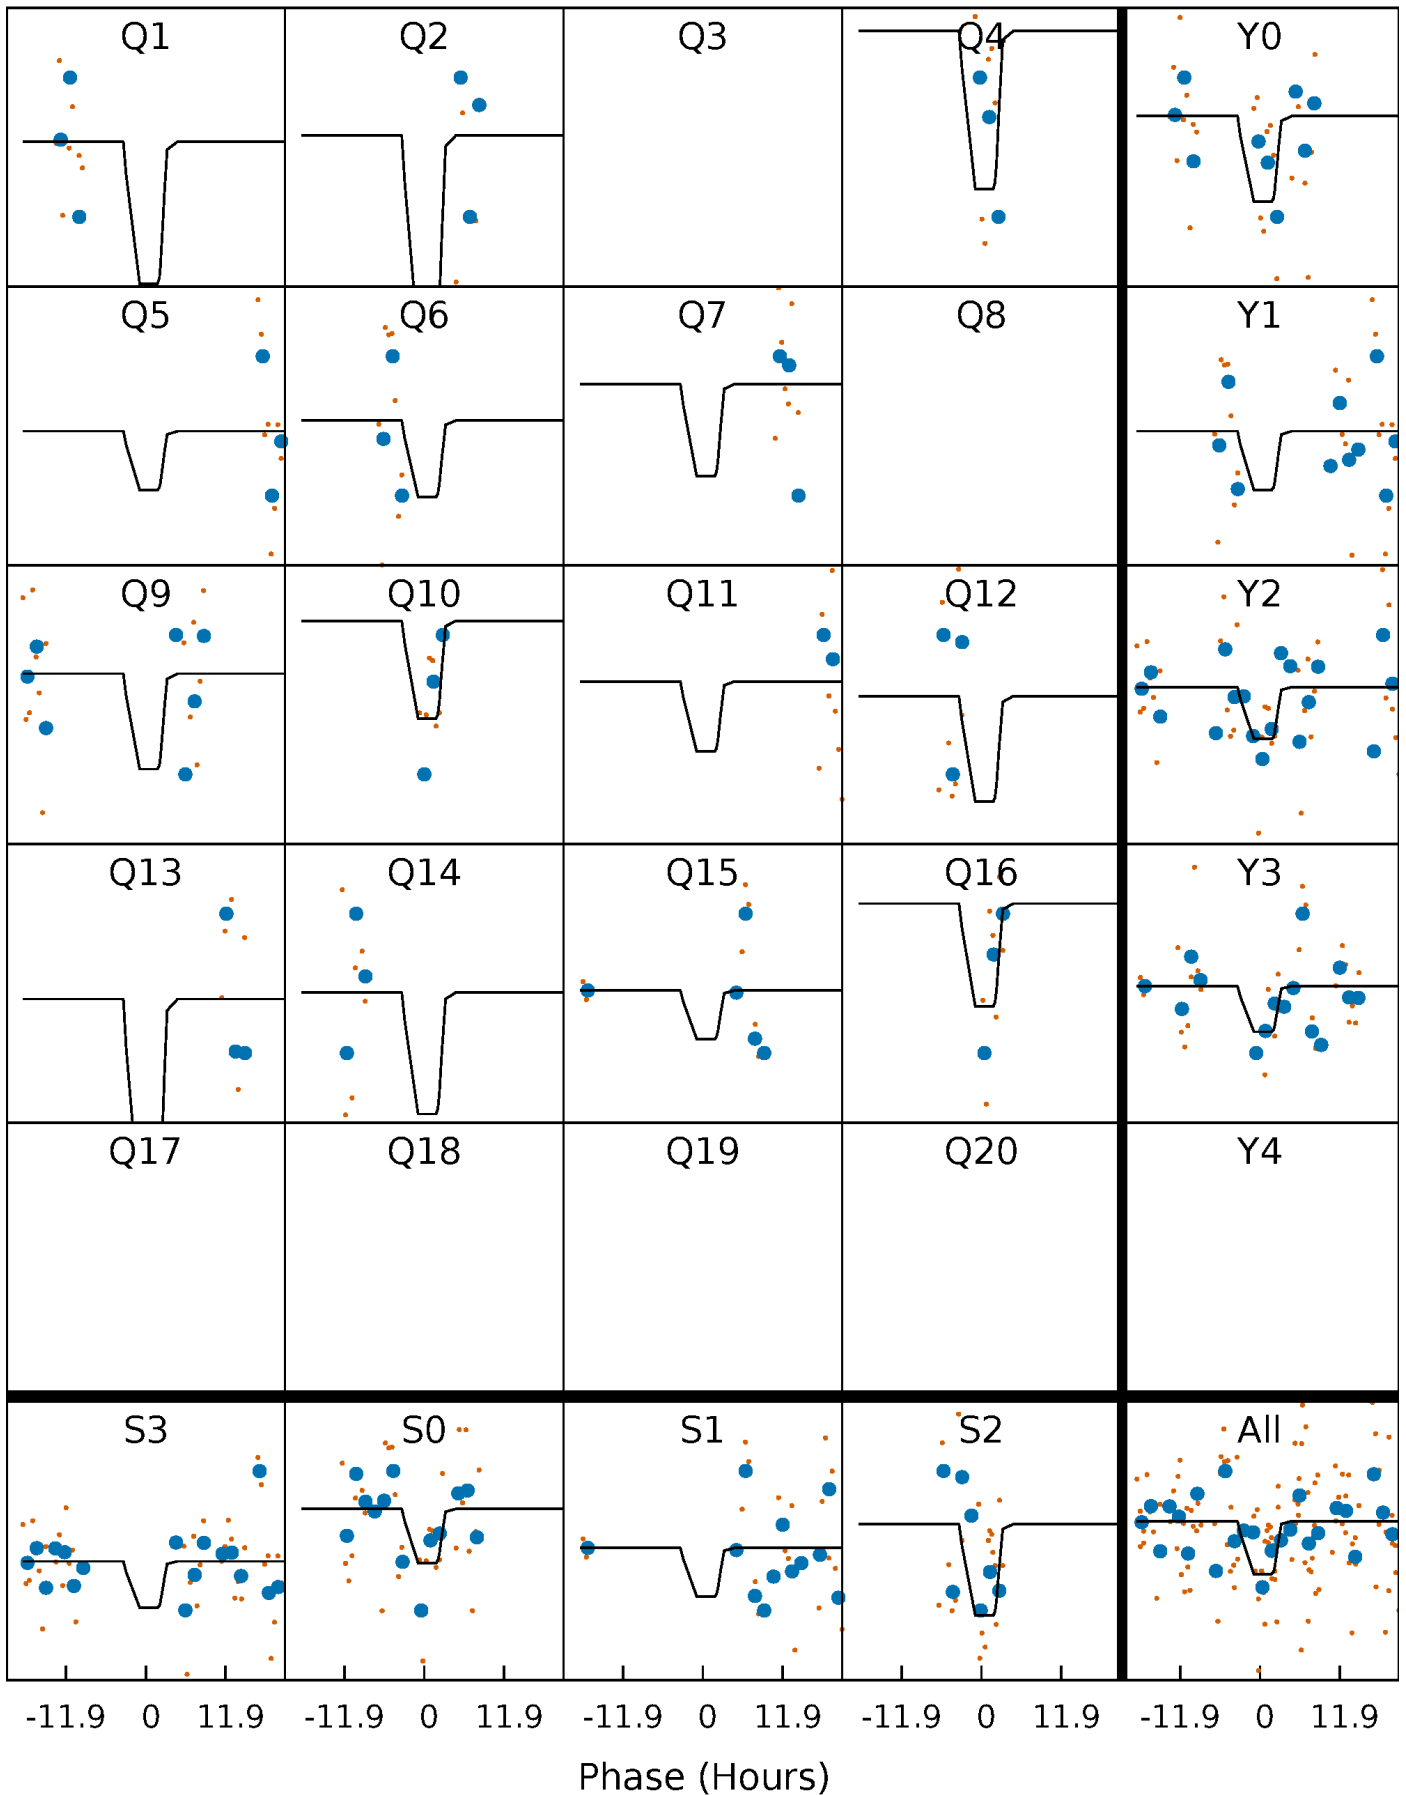 Q1 Q2 Q3 Q4 Y0
Q5 Q6 Q7 Q8 Y1
Q9 Q10 Q11 Q12 Y2
Q13 Q14 Q15 Q16 Y3
Q17 Q18 Q19 Q20 Y4
S3 S0 S1 S2 All
-11.9 0 11.9 -11.9 0 11.9 -11.9 0 11.9 -11.9 0 11.9 -11.9 0 11.9
Phase (Hours)